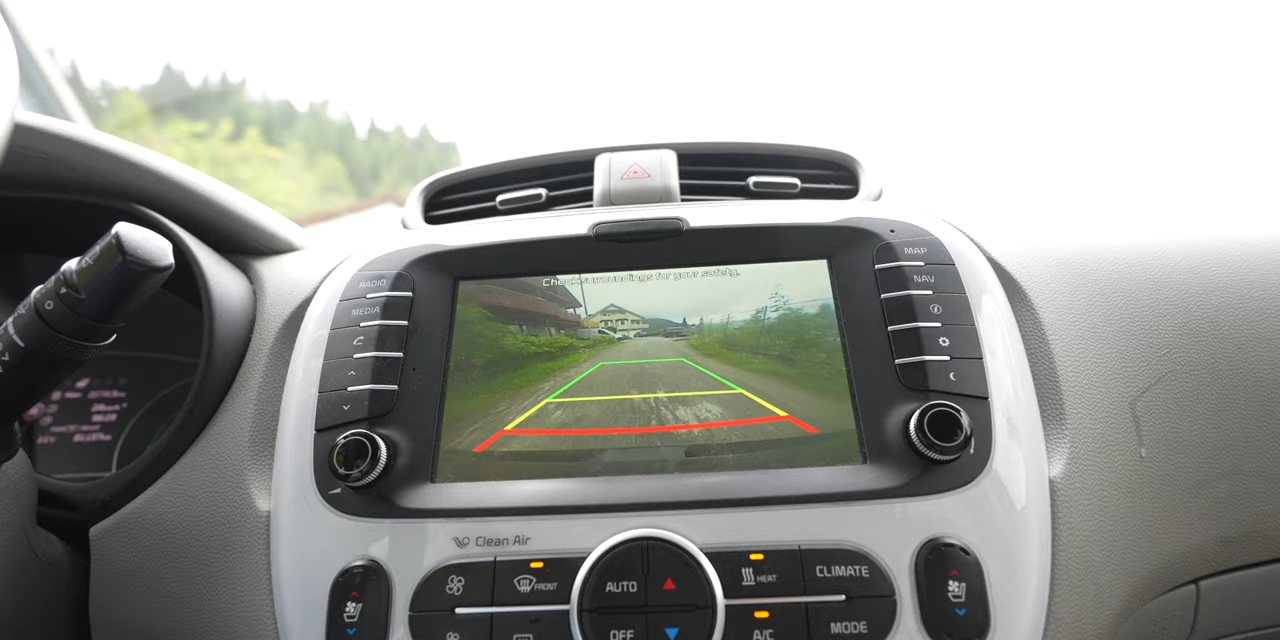 Check surroundings for your safety.
RADIO
MEDIA
MAP
NAV
Clean Air
FRONT
AUTO
HEAT
CLIMATE
OFF
A/C
MODE